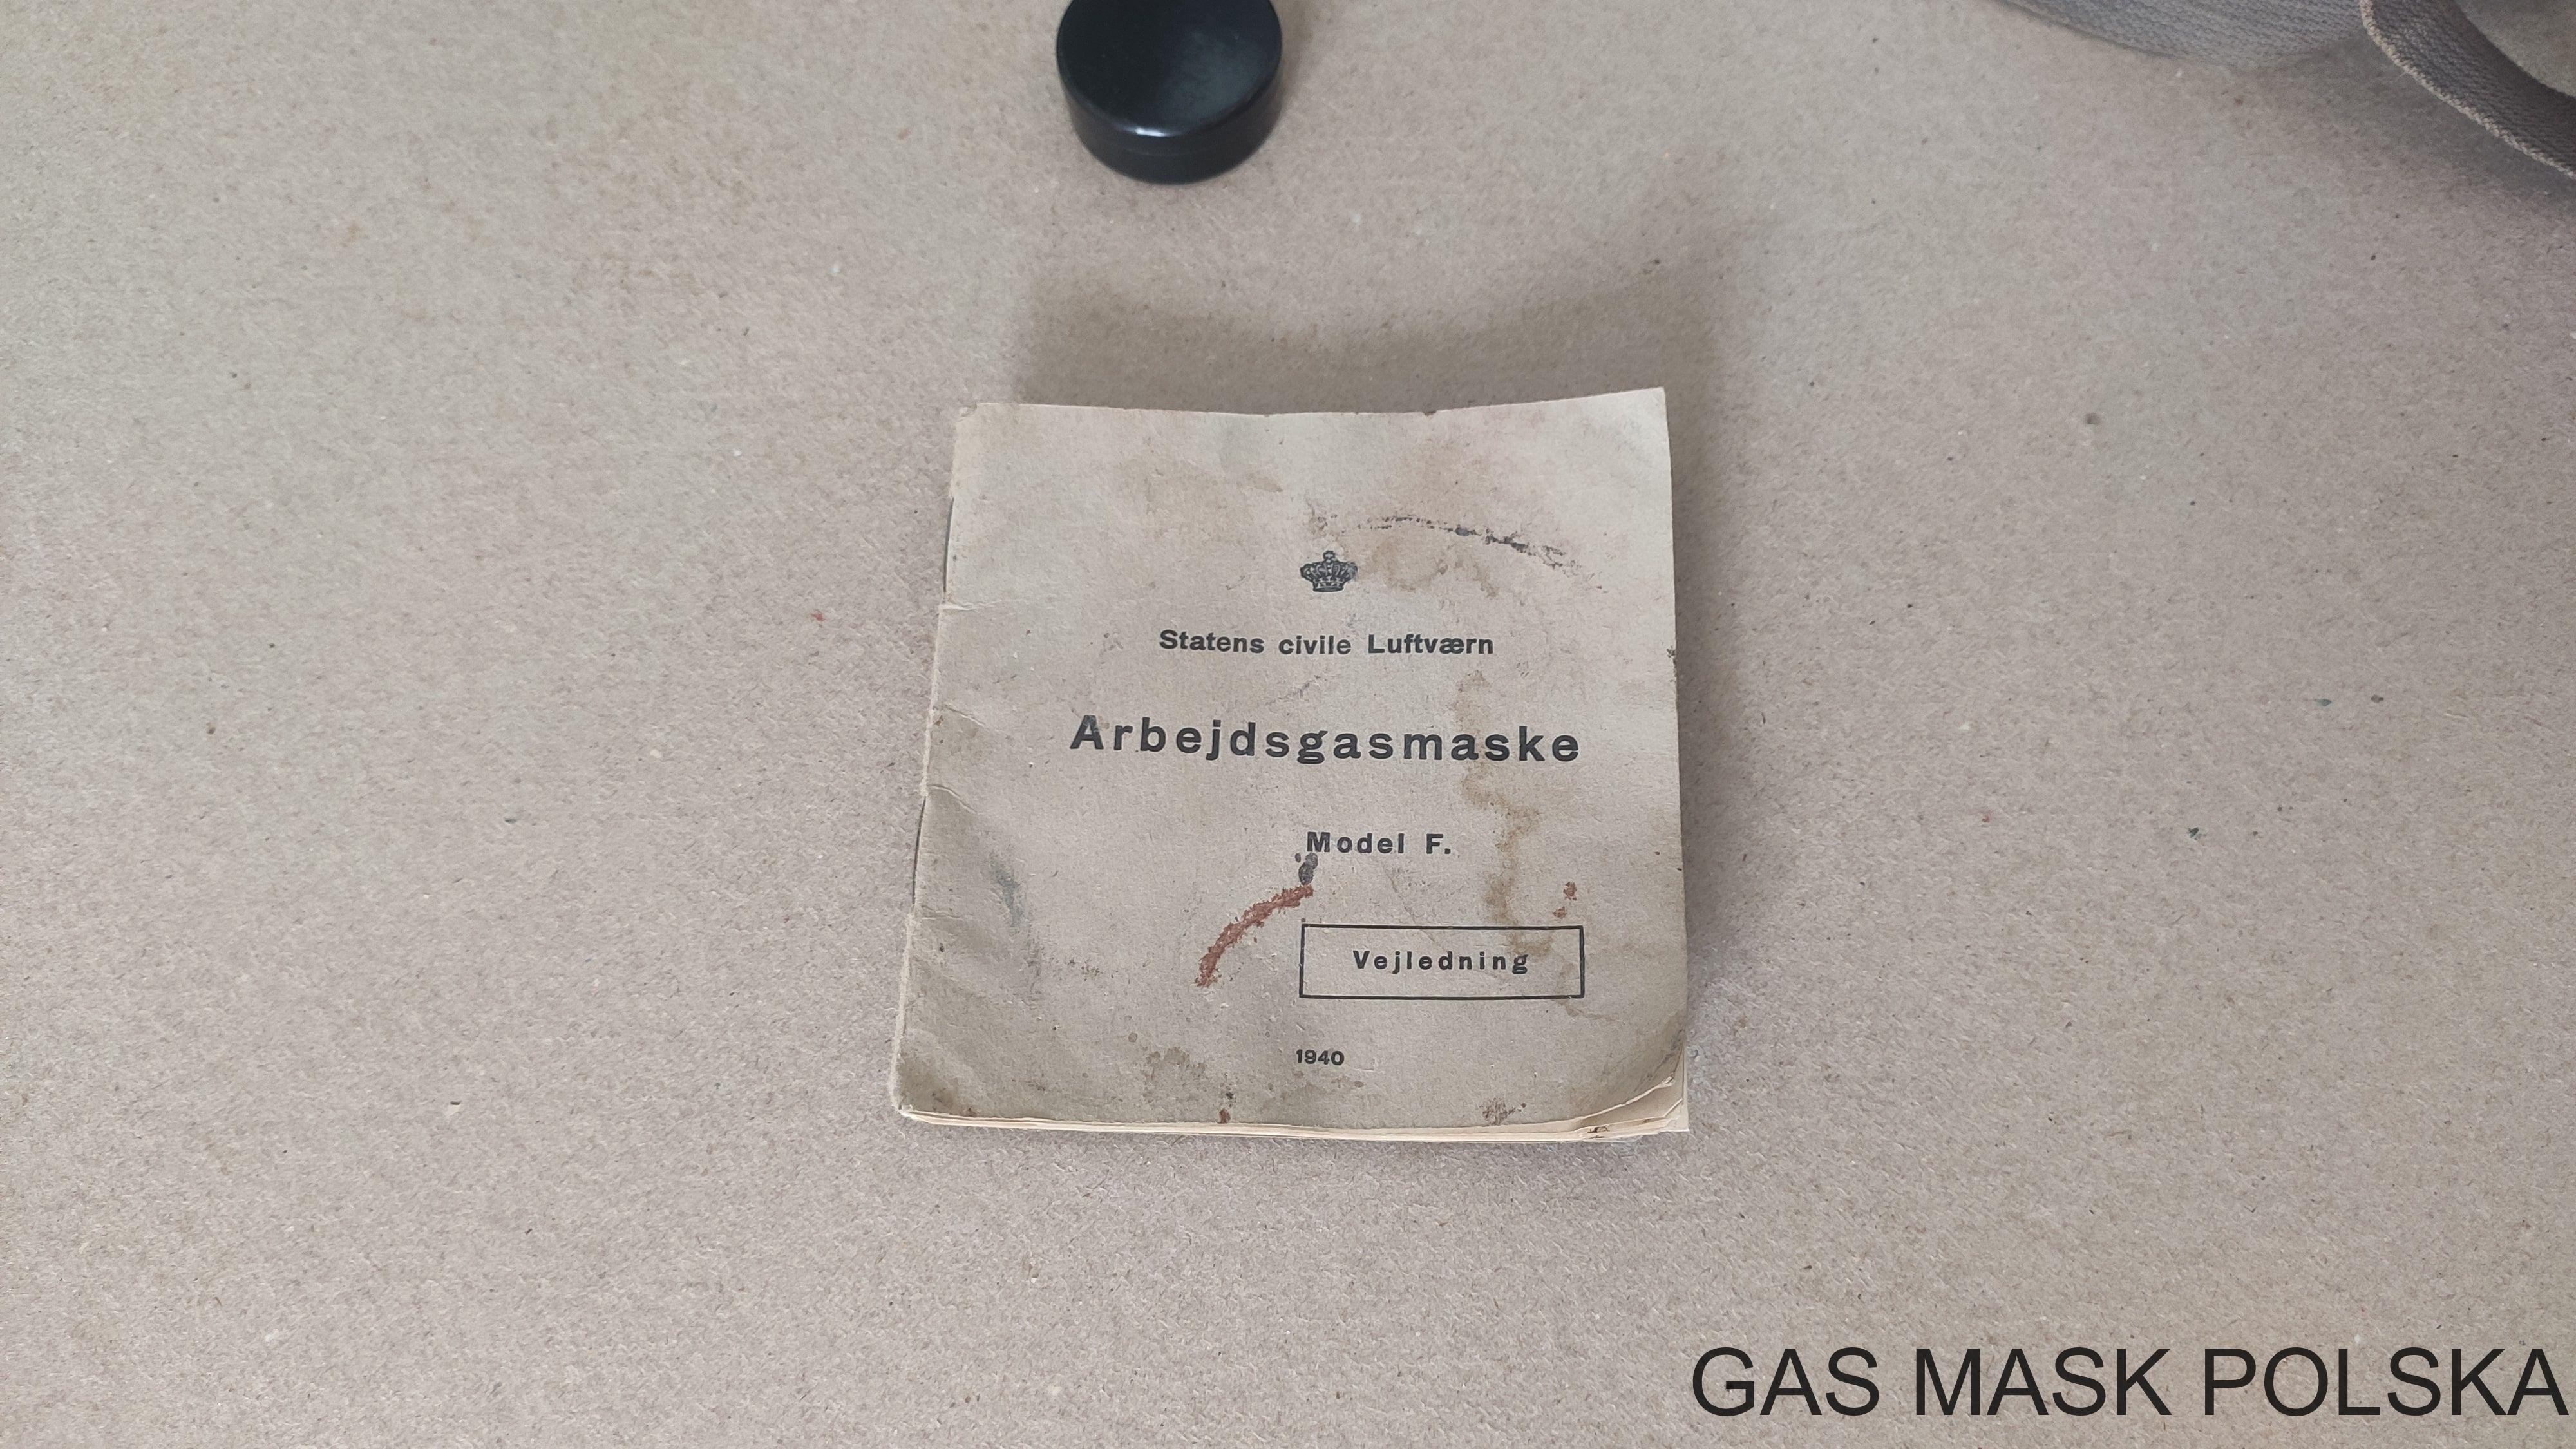 Statens civile Luftværn
Arbejdsgasmaske
Model F.
Vejledning
1940
GAS MASK POLSKA